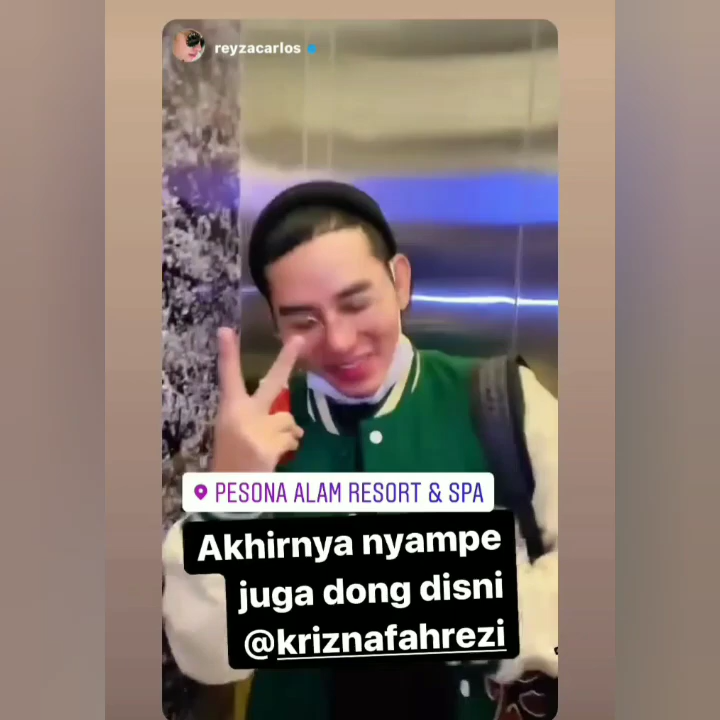 reyzacarlos
PESONA ALAM RESORT & SPA
Akhirnya nyampe
juga dong disni
@kriznafahrezi